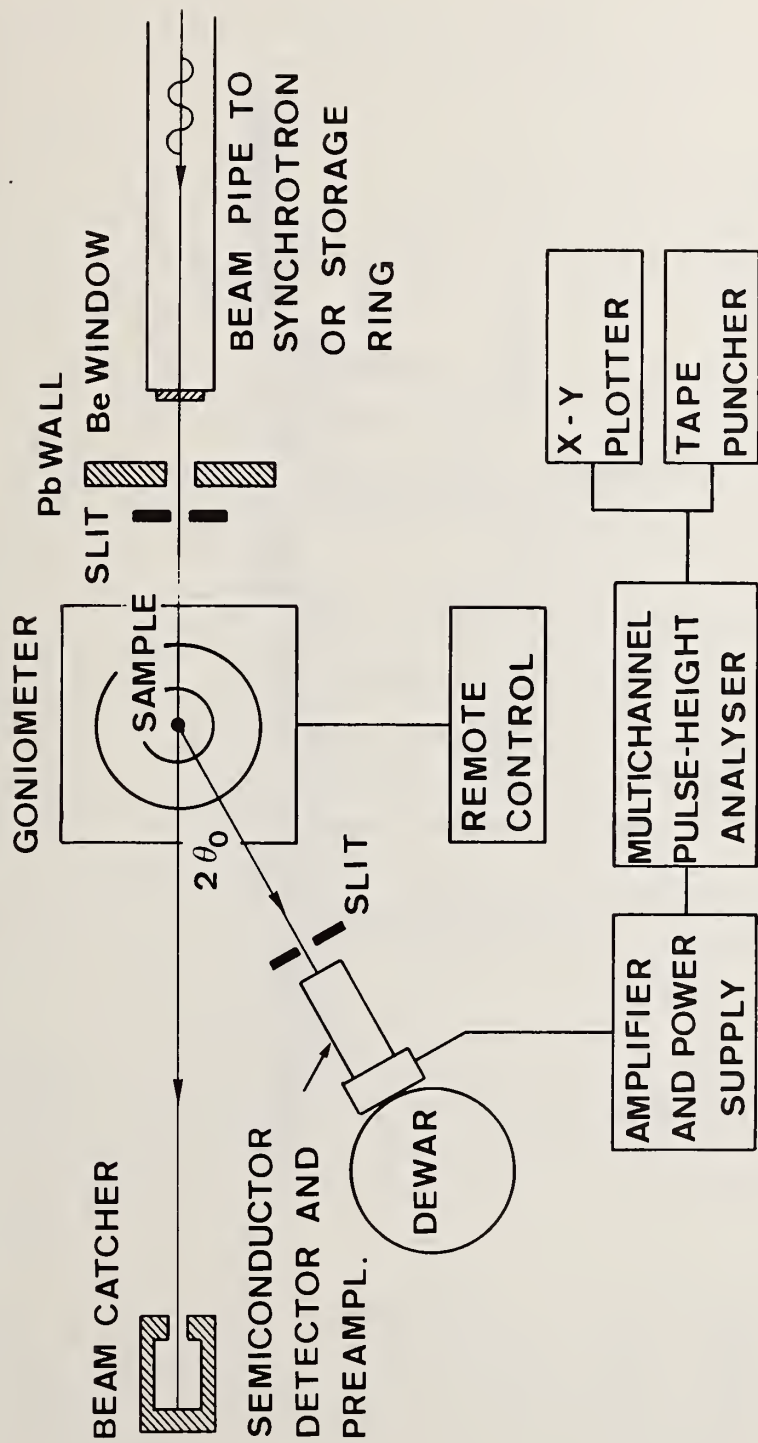 BEAM CATCHER
GONIOMETER
SLIT
Pb WALL
Be WINDOW
SAMPLE
2θ₀
BEAM PIPE TO
SYNCHROTRON
OR STORAGE
RING
SEMICONDUCTOR
DETECTOR AND
PREAMPL.
SLIT
DEWAR
REMOTE
CONTROL
AMPLIFIER
AND POWER
SUPPLY
MULTICHANNEL
PULSE-HEIGHT
ANALYSER
X-Y
PLOTTER
TAPE
PUNCHER